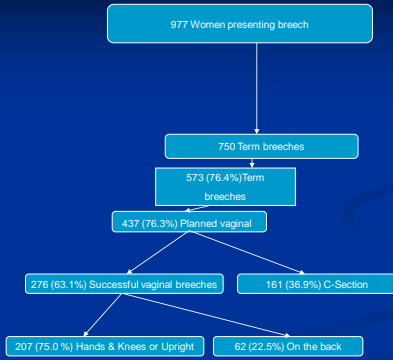 977 Women presenting breech
750 Term breeches
573 (76.4%)Term
breeches
437 (76.3%) Planned vaginal
276 (63.1%) Successful vaginal breeches
161 (36.9%) C-Section
207 (75.0 %) Hands & Knees or Upright
62 (22.5%) On the back